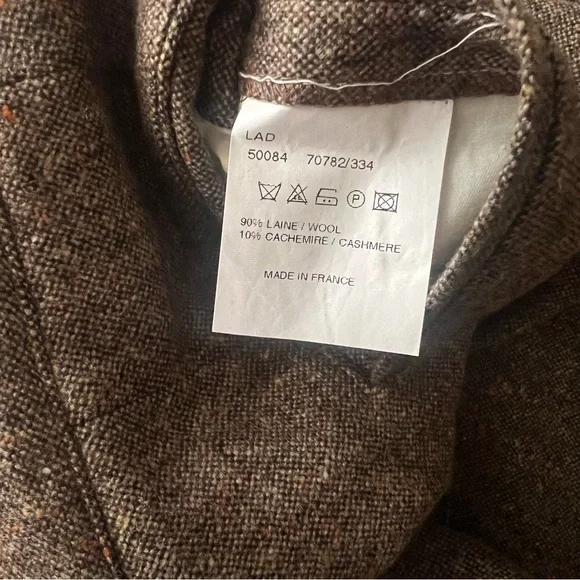 LAD
50084 70782/334
P
90% LAINE / WOOL
10% CACHEMIRE / CASHMERE
MADE IN FRANCE